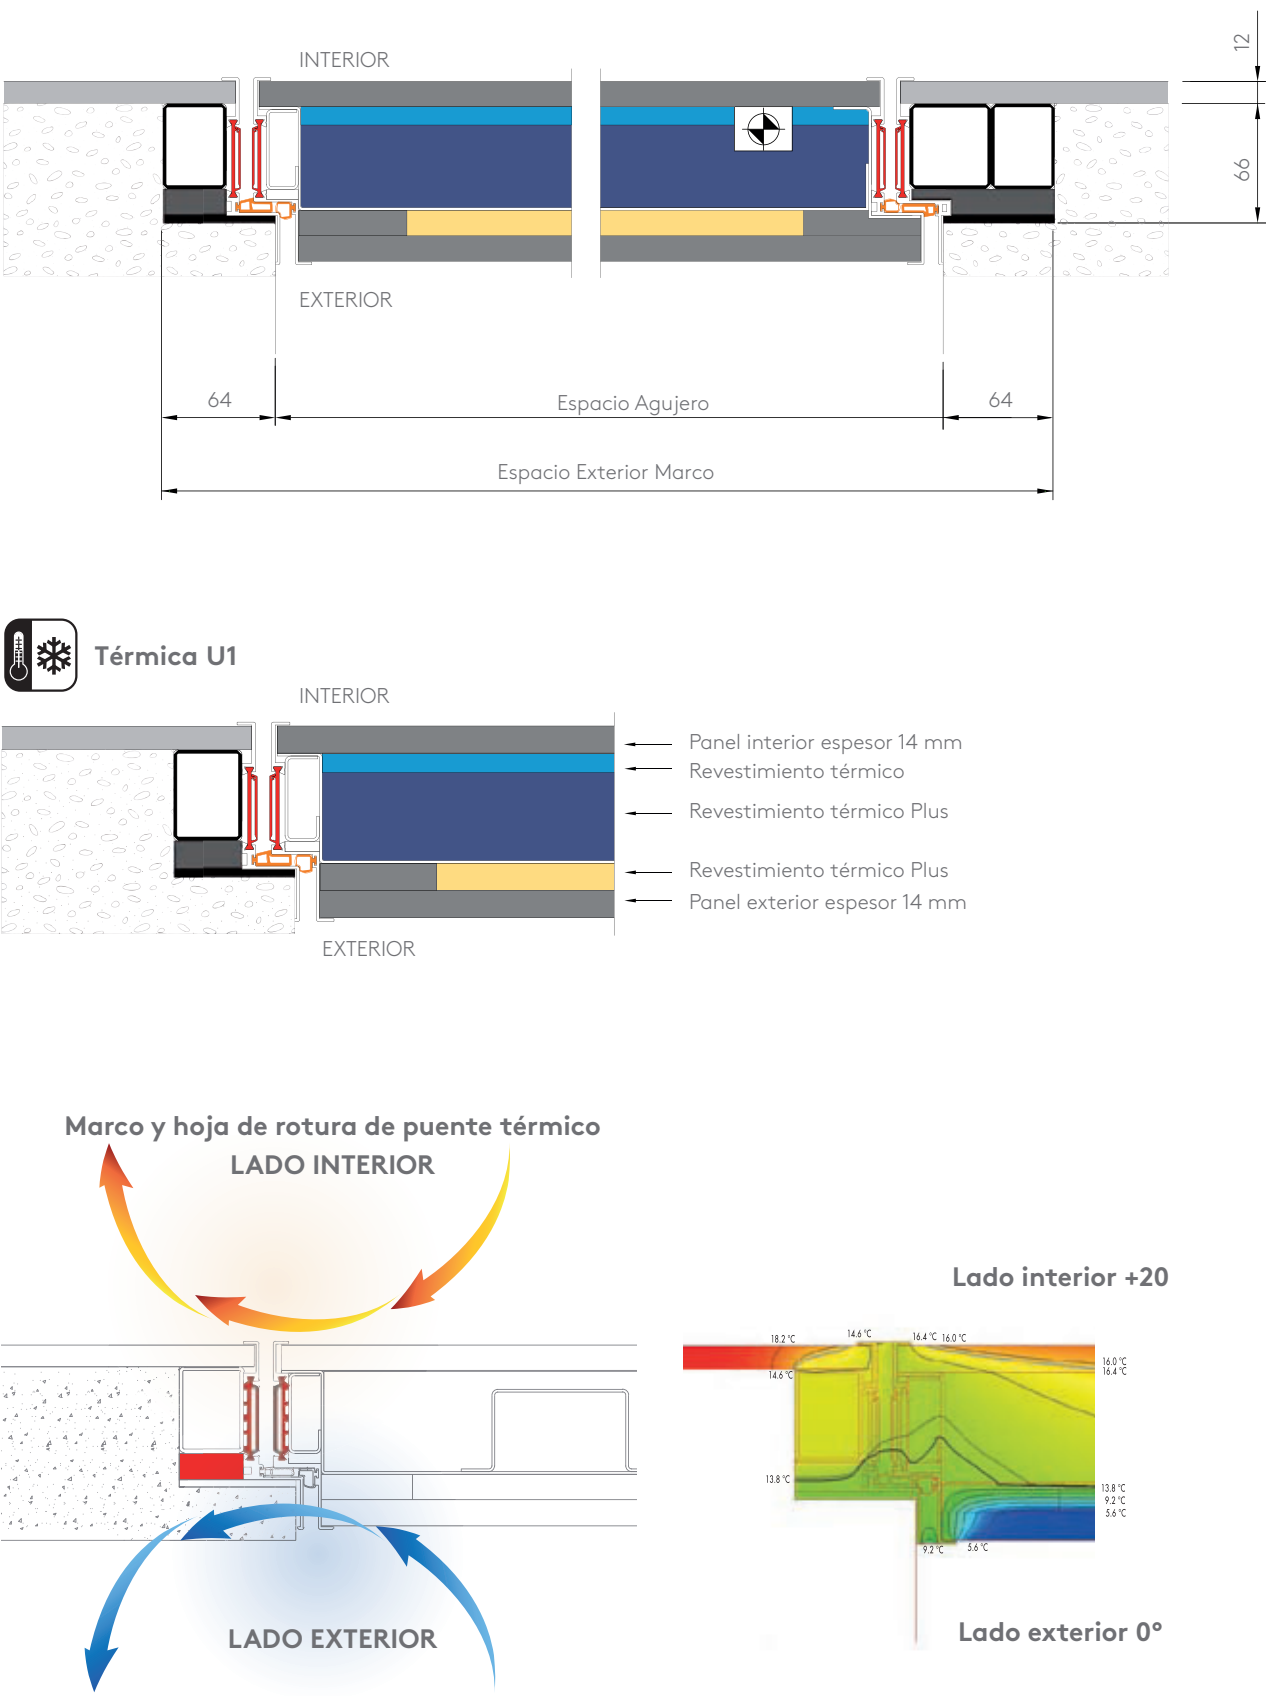 INTERIOR
12
66
EXTERIOR
64
Espacio Agujero
64
Espacio Exterior Marco
Térmica U1
INTERIOR
Panel interior espesor 14 mm
Revestimiento térmico
Revestimiento térmico Plus
Revestimiento térmico Plus
Panel exterior espesor 14 mm
EXTERIOR
Marco y hoja de rotura de puente térmico
LADO INTERIOR
Lado interior +20
18.2 °C
14.6 °C
16.4 °C
16.0 °C
16.0 °C
16.4 °C
14.6 °C
13.8 °C
13.8 °C
9.2 °C
5.6 °C
9.2 °C
5.6 °C
LADO EXTERIOR
Lado exterior 0°